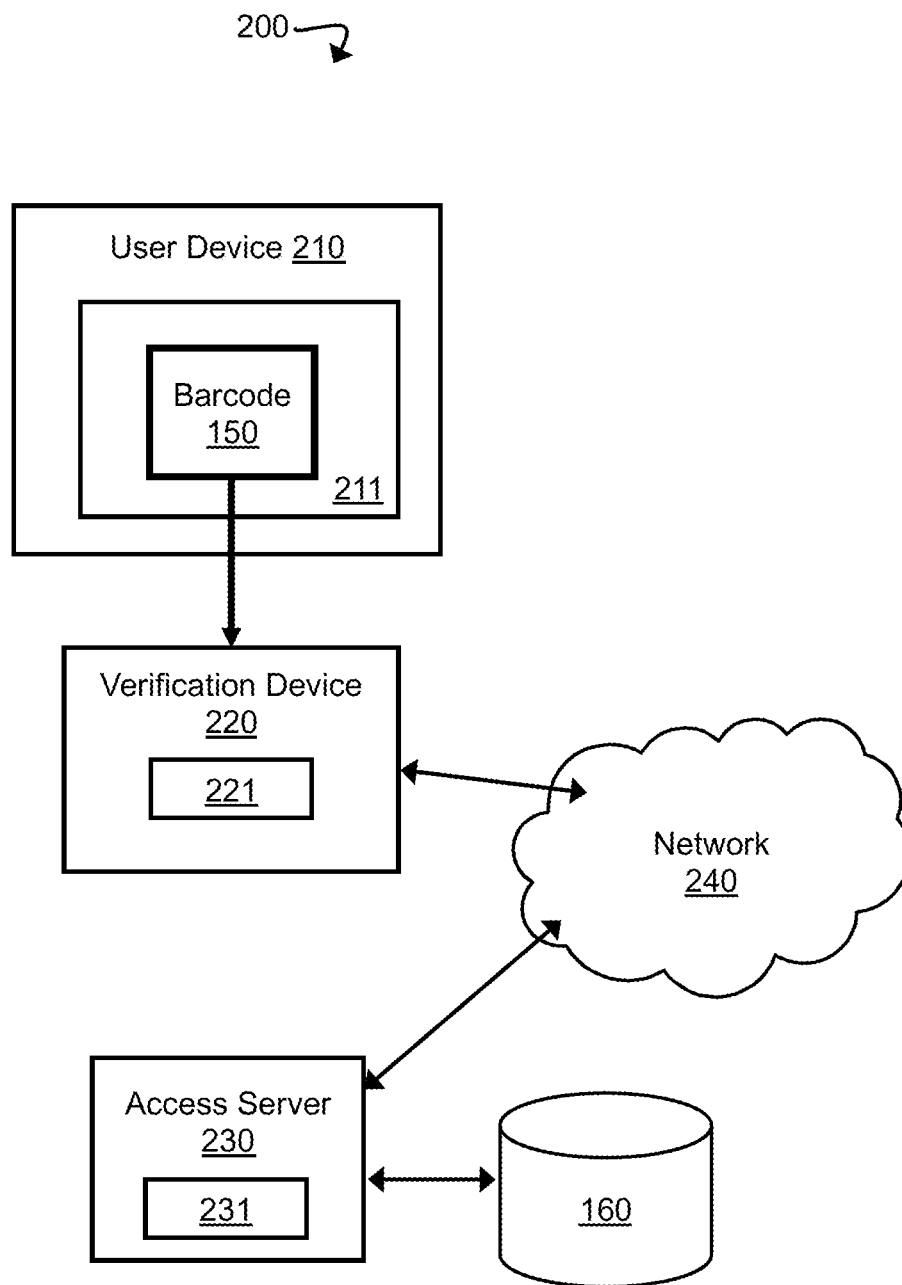 200
User Device 210
Barcode
150
211
Verification Device
220
221
Network
240
Access Server
230
231
160